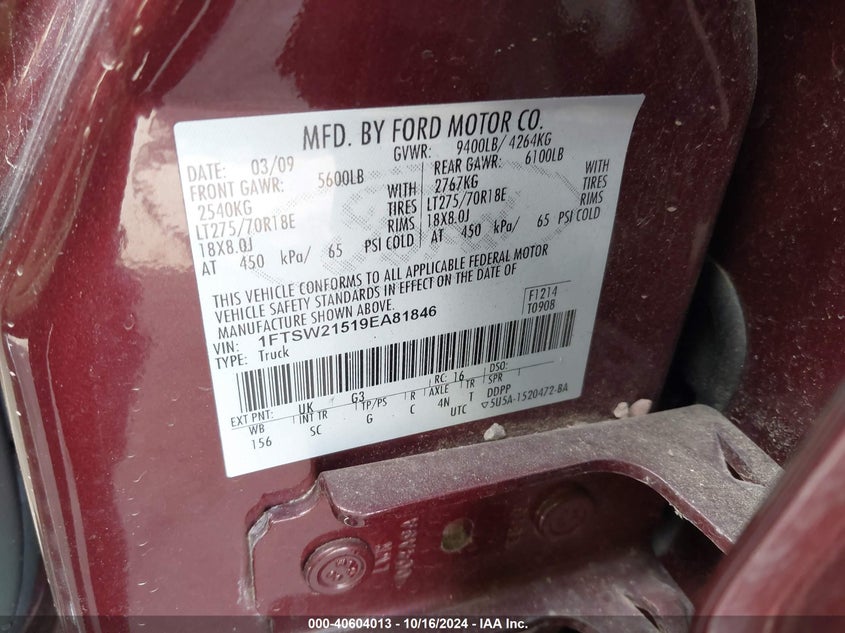 MFD. BY FORD MOTOR CO.
DATE: 03/09 GVWR: 9400LB/ 4264KG
FRONT GAWR: 5600LB REAR GAWR: 6100LB
2540KG WITH 2767KG WITH
LT275/70R18E TIRES LT275/70R18E TIRES
18X8.0J RIMS 18X8.0J RIMS
AT 450 kPa/ 65 PSI COLD AT 450 kPa/ 65 PSI COLD
THIS VEHICLE CONFORMS TO ALL APPLICABLE FEDERAL MOTOR
VEHICLE SAFETY STANDARDS IN EFFECT ON THE DATE OF
MANUFACTURE SHOWN ABOVE.
VIN: 1FTSW21519EA81846 F1214
TYPE: Truck T0908
EXT PNT: UK G3 RC: 16 DSO:
WB INT TR TP/PS R AXLE TR SPR
156 SC G C 4N T DDPP
UTC ▽5U5A-1520472-BA
000-40604013 - 10/16/2024 - IAA Inc.